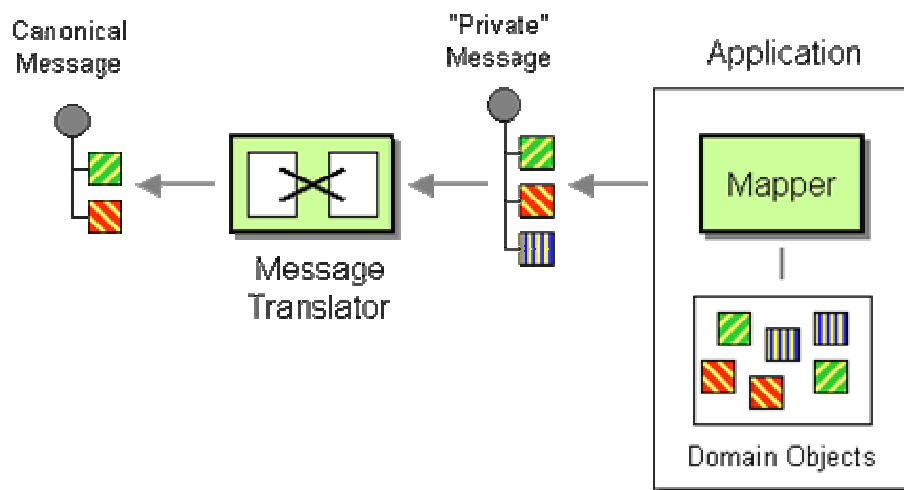 Canonical
Message
"Private"
Message
Application
Mapper
Message
Translator
Domain Objects